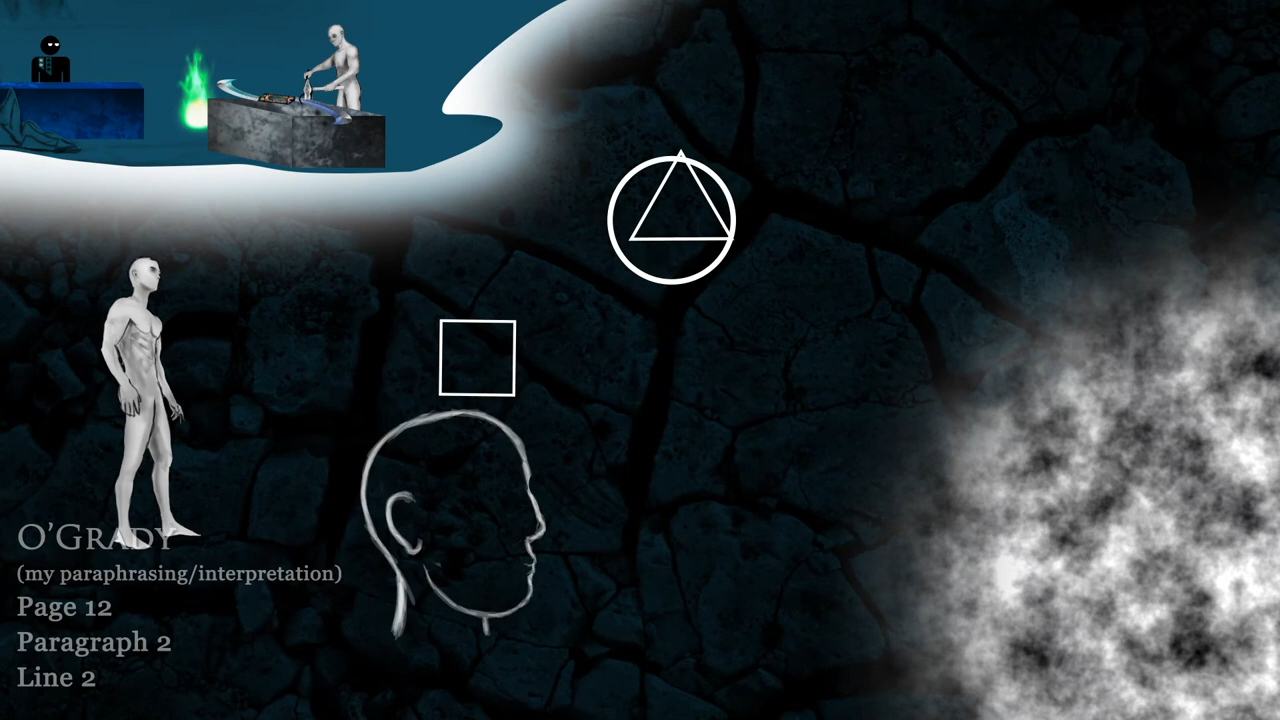 O'GRADY
(my paraphrasing/interpretation)
Page 12
Paragraph 2
Line 2